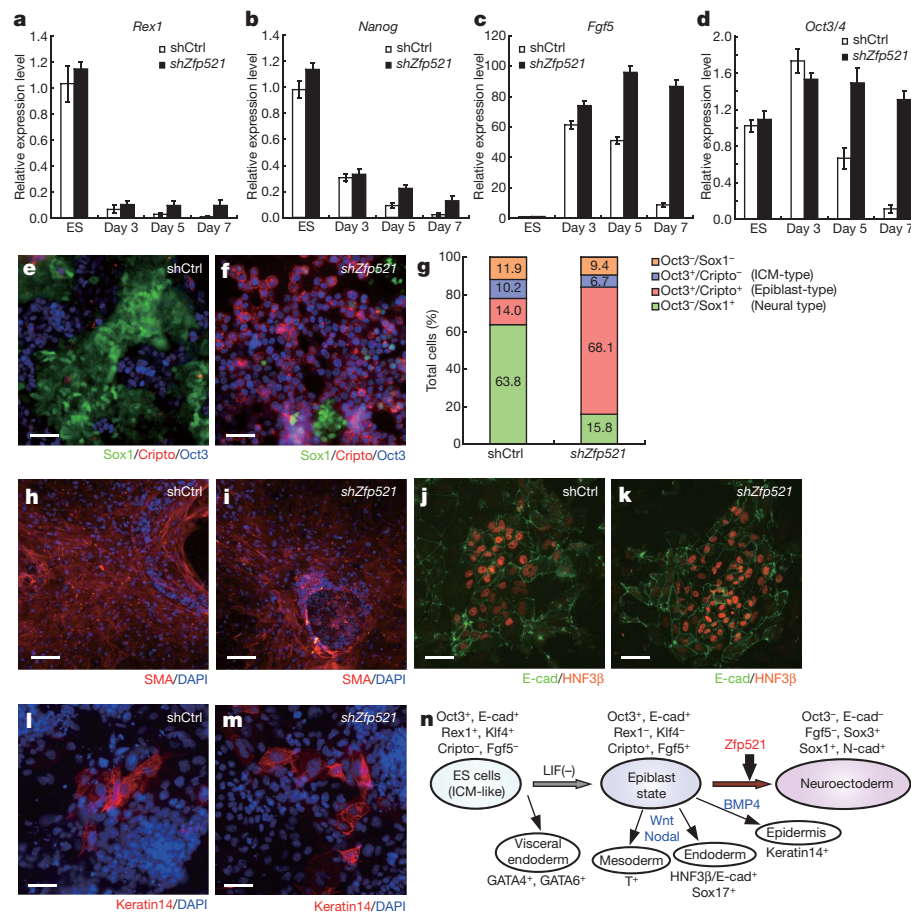 a
Rex1
Relative expression level
1.4
1.2
1.0
0.8
0.6
0.4
0.2
0.0
shCtrl
shZfp521
ES Day 3 Day 5 Day 7
b
Nanog
Relative expression level
1.4
1.2
1.0
0.8
0.6
0.4
0.2
0.0
shCtrl
shZfp521
ES Day 3 Day 5 Day 7
c
Fgf5
Relative expression level
120
100
80
60
40
20
0
shCtrl
shZfp521
ES Day 3 Day 5 Day 7
d
Oct3/4
Relative expression level
2.0
1.6
1.2
0.8
0.4
0.0
shCtrl
shZfp521
ES Day 3 Day 5 Day 7
e
shCtrl
Sox1/Cripto/Oct3
f
shZfp521
Sox1/Cripto/Oct3
g
Total cells (%)
100
80
60
40
20
0
11.9
10.2
14.0
63.8
9.4
6.7
68.1
15.8
shCtrl
shZfp521
Oct3⁻/Sox1⁻
Oct3⁺/Cripto⁻ (ICM-type)
Oct3⁺/Cripto⁺ (Epiblast-type)
Oct3⁻/Sox1⁺ (Neural type)
h
shCtrl
SMA/DAPI
i
shZfp521
SMA/DAPI
j
shCtrl
E-cad/HNF3β
k
shZfp521
E-cad/HNF3β
l
shCtrl
Keratin14/DAPI
m
shZfp521
Keratin14/DAPI
n
Oct3⁺, E-cad⁺
Rex1⁺, Klf4⁺
Cripto⁻, Fgf5⁻
ES cells
(ICM-like)
LIF(–)
Oct3⁺, E-cad⁺
Rex1⁻, Klf4⁻
Cripto⁺, Fgf5⁺
Epiblast
state
Zfp521
Oct3⁻, E-cad⁻
Fgf5⁻, Sox3⁺
Sox1⁺, N-cad⁺
Neuroectoderm
BMP4
Wnt
Nodal
Visceral
endoderm
GATA4⁺, GATA6⁺
Mesoderm
T⁺
Endoderm
HNF3β/E-cad⁺
Sox17⁺
Epidermis
Keratin14⁺